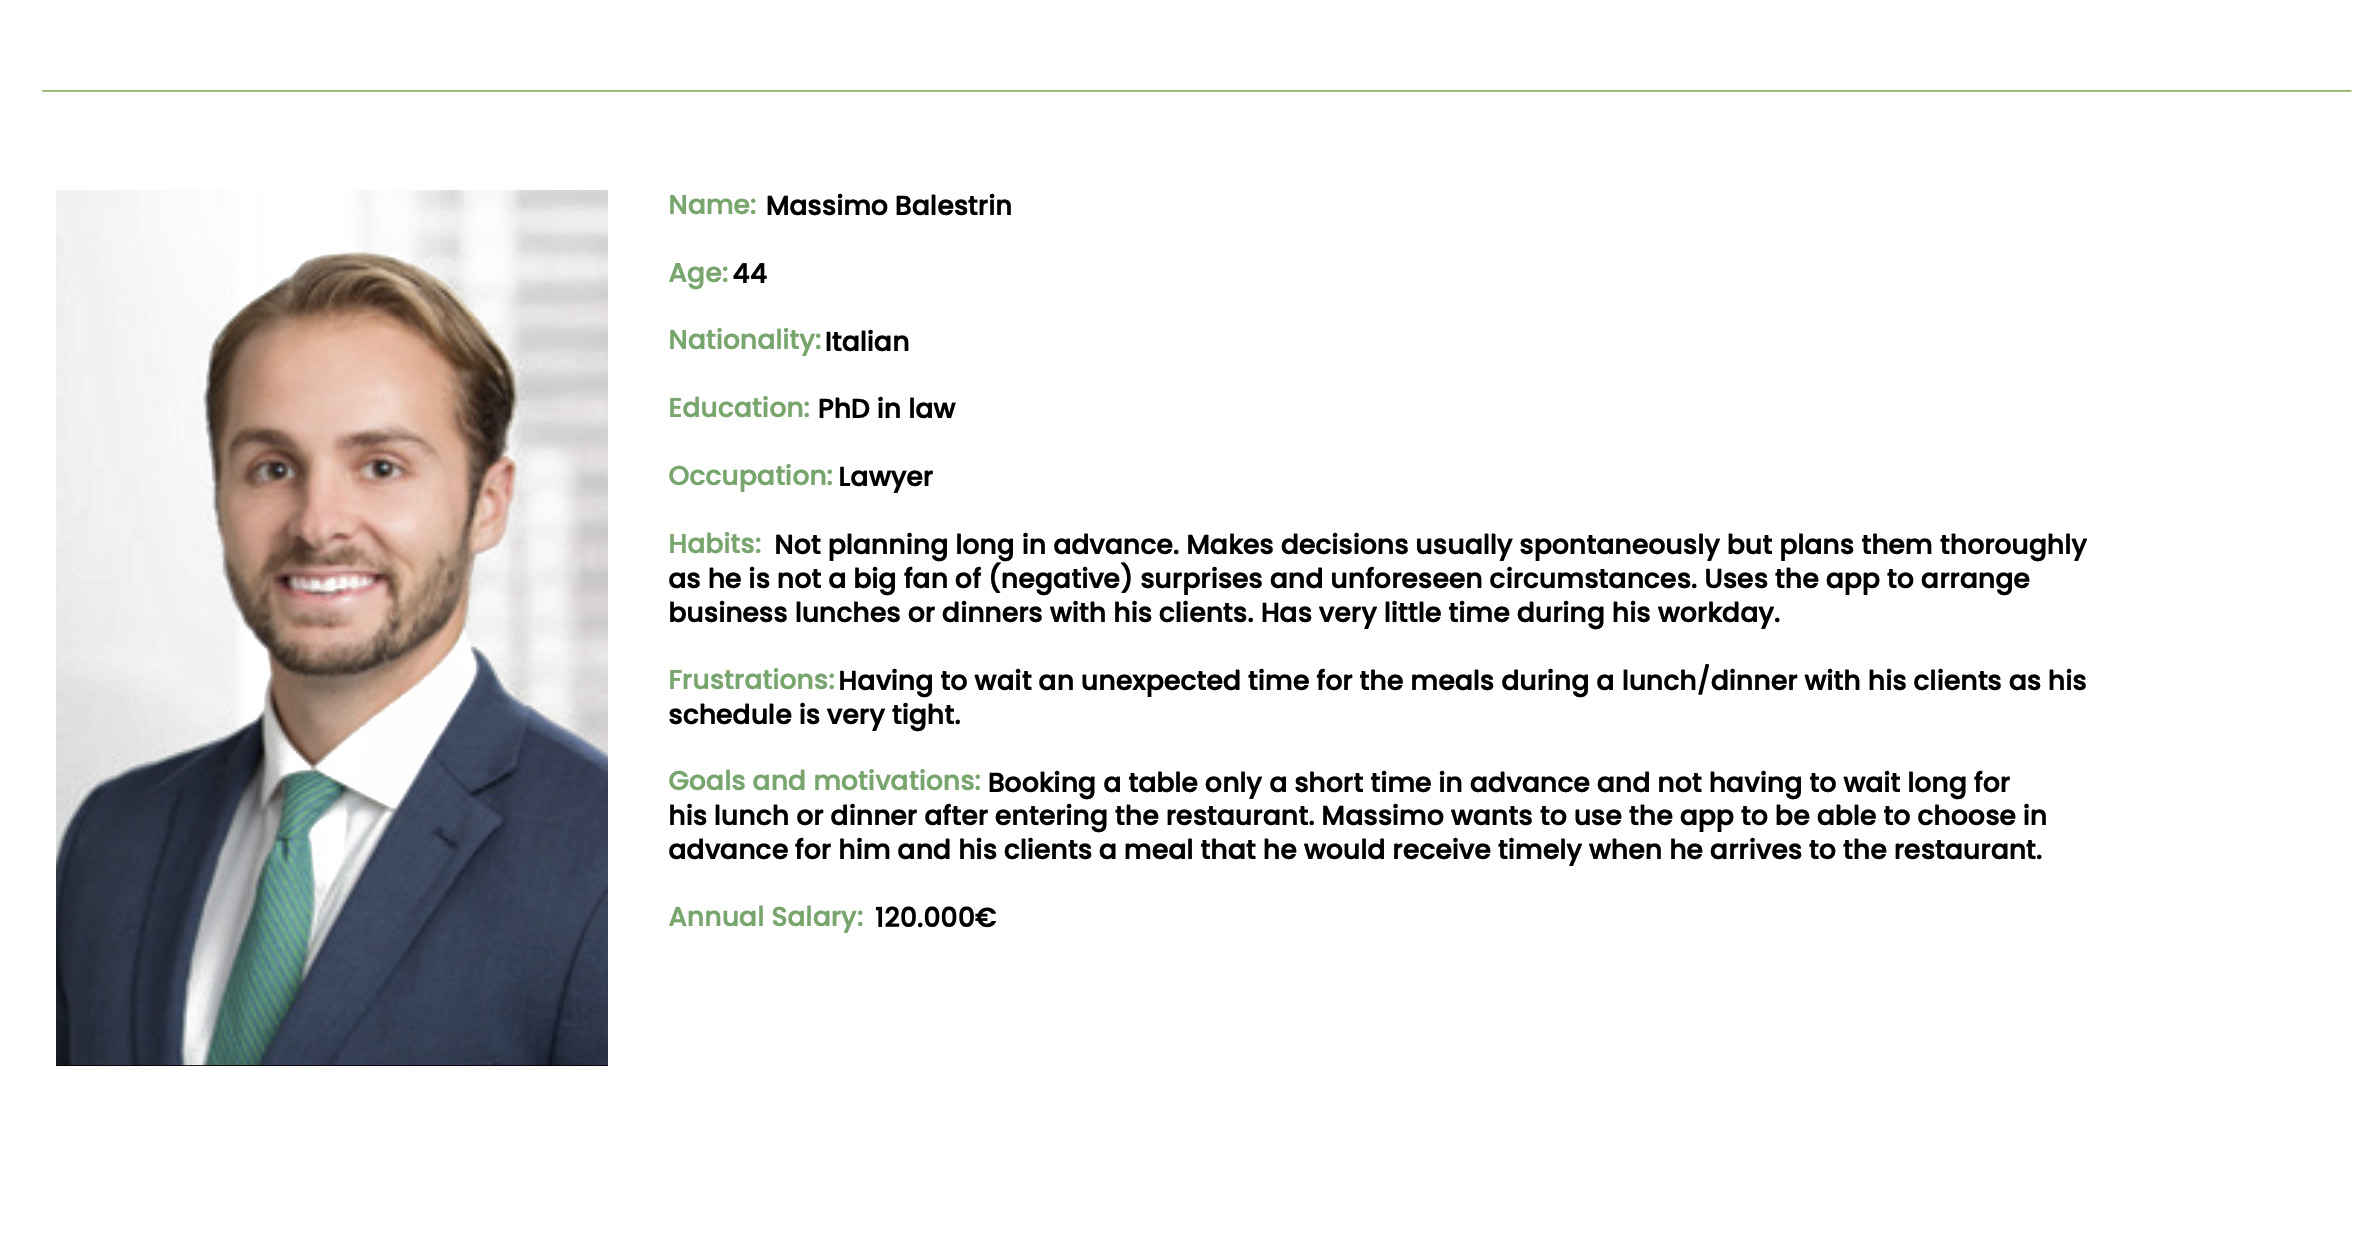 Name: Massimo Balestrin
Age: 44
Nationality: Italian
Education: PhD in law
Occupation: Lawyer
Habits: Not planning long in advance. Makes decisions usually spontaneously but plans them thoroughly
as he is not a big fan of (negative) surprises and unforeseen circumstances. Uses the app to arrange
business lunches or dinners with his clients. Has very little time during his workday.
Frustrations: Having to wait an unexpected time for the meals during a lunch/dinner with his clients as his
schedule is very tight.
Goals and motivations: Booking a table only a short time in advance and not having to wait long for
his lunch or dinner after entering the restaurant. Massimo wants to use the app to be able to choose in
advance for him and his clients a meal that he would receive timely when he arrives to the restaurant.
Annual Salary: 120.000€